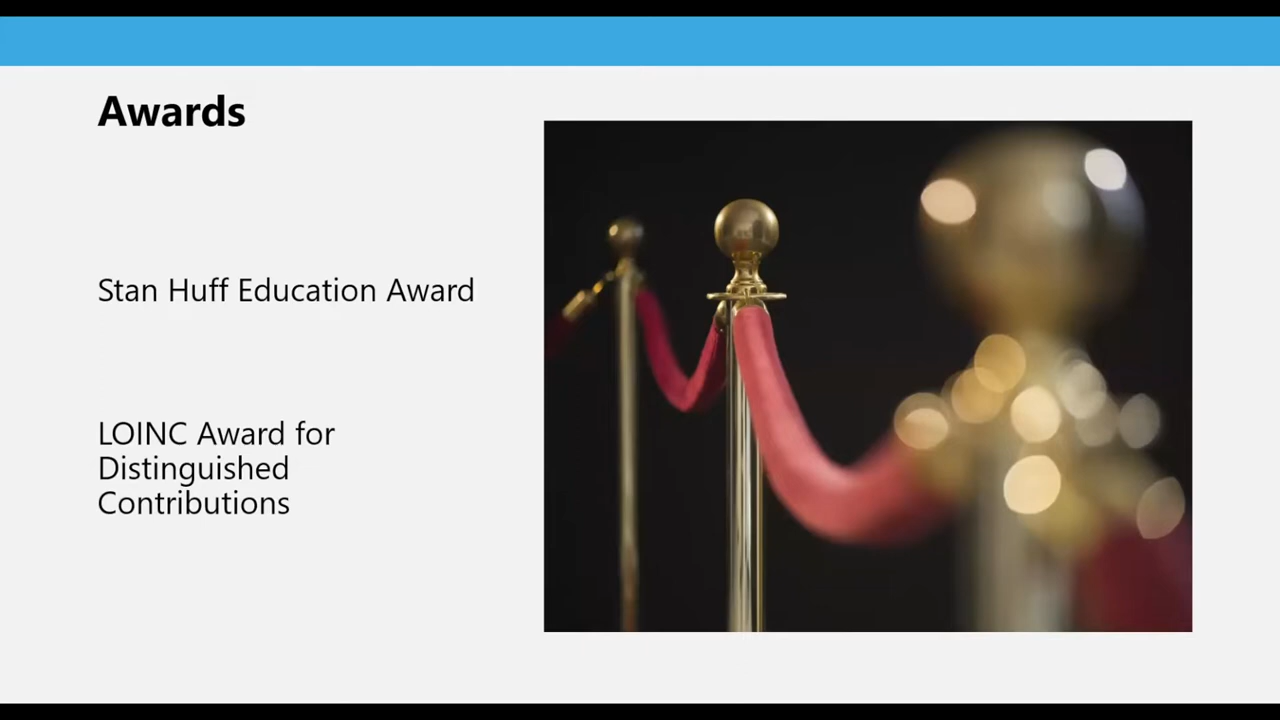 Awards
Stan Huff Education Award
LOINC Award for
Distinguished
Contributions